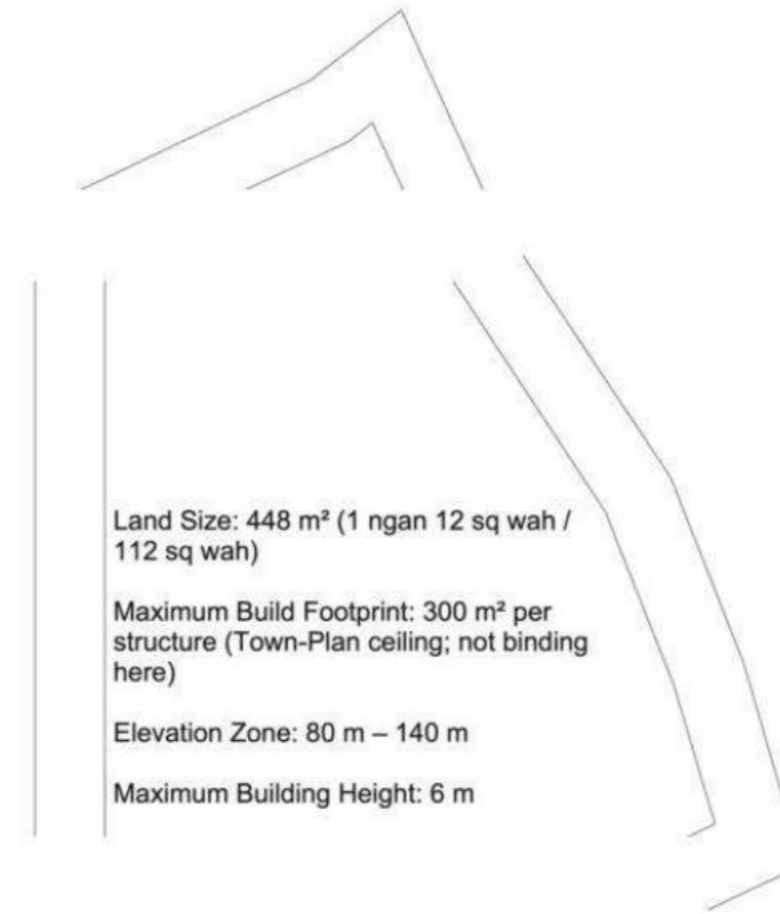 Land Size: 448 m² (1 ngan 12 sq wah /
112 sq wah)
Maximum Build Footprint: 300 m² per
structure (Town-Plan ceiling; not binding
here)
Elevation Zone: 80 m – 140 m
Maximum Building Height: 6 m